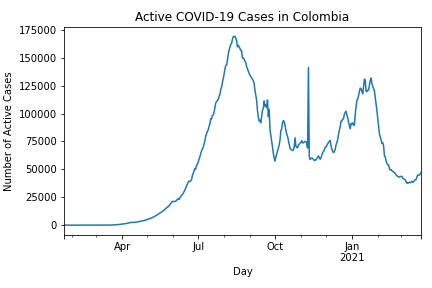 Active COVID-19 Cases in Colombia
Number of Active Cases
175000
150000
125000
100000
75000
50000
25000
0
Apr
Jul
Oct
Jan
2021
Day